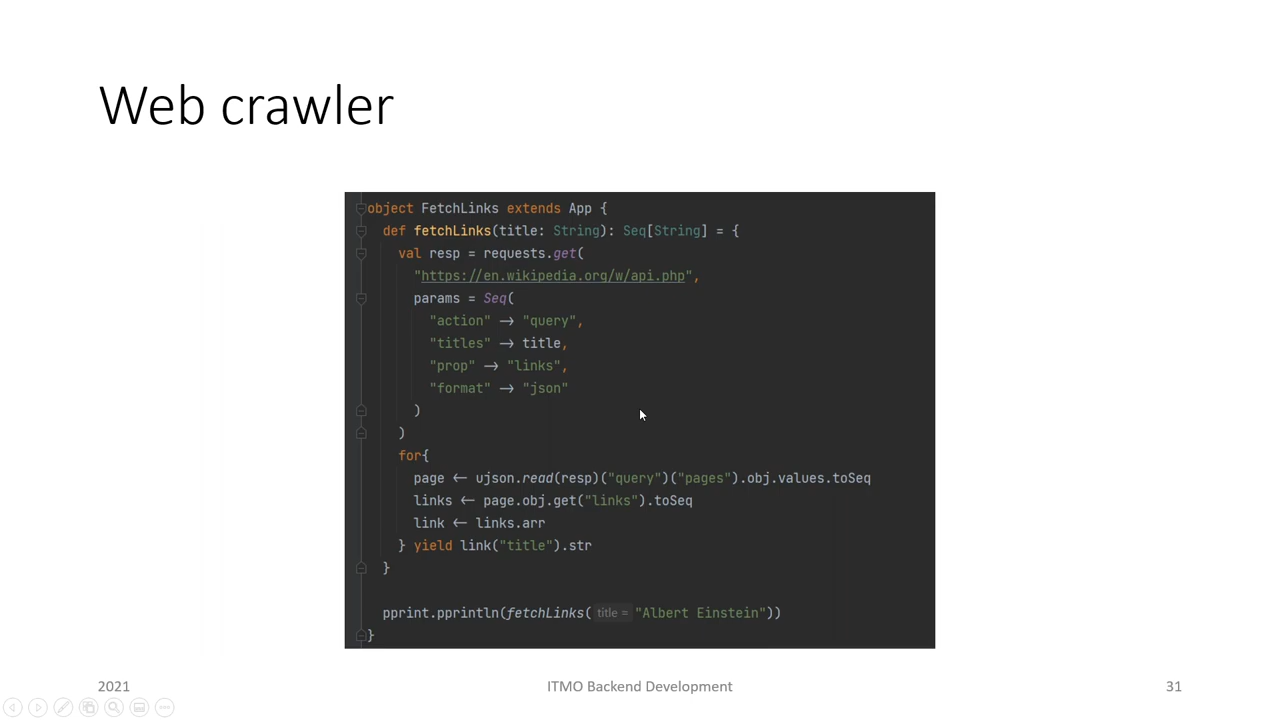 Web crawler
object FetchLinks extends App {
def fetchLinks(title: String): Seq[String] = {
val resp = requests.get(
"https://en.wikipedia.org/w/api.php",
params = Seq(
"action" → "query",
"titles" → title,
"prop" → "links",
"format" → "json"
)
)
for{
page ← ujson.read(resp)("query")("pages").obj.values.toSeq
links ← page.obj.get("links").toSeq
link ← links.arr
} yield link("title").str
}
pprint.pprintln(fetchLinks( title = "Albert Einstein"))
}
2021
ITMO Backend Development
31